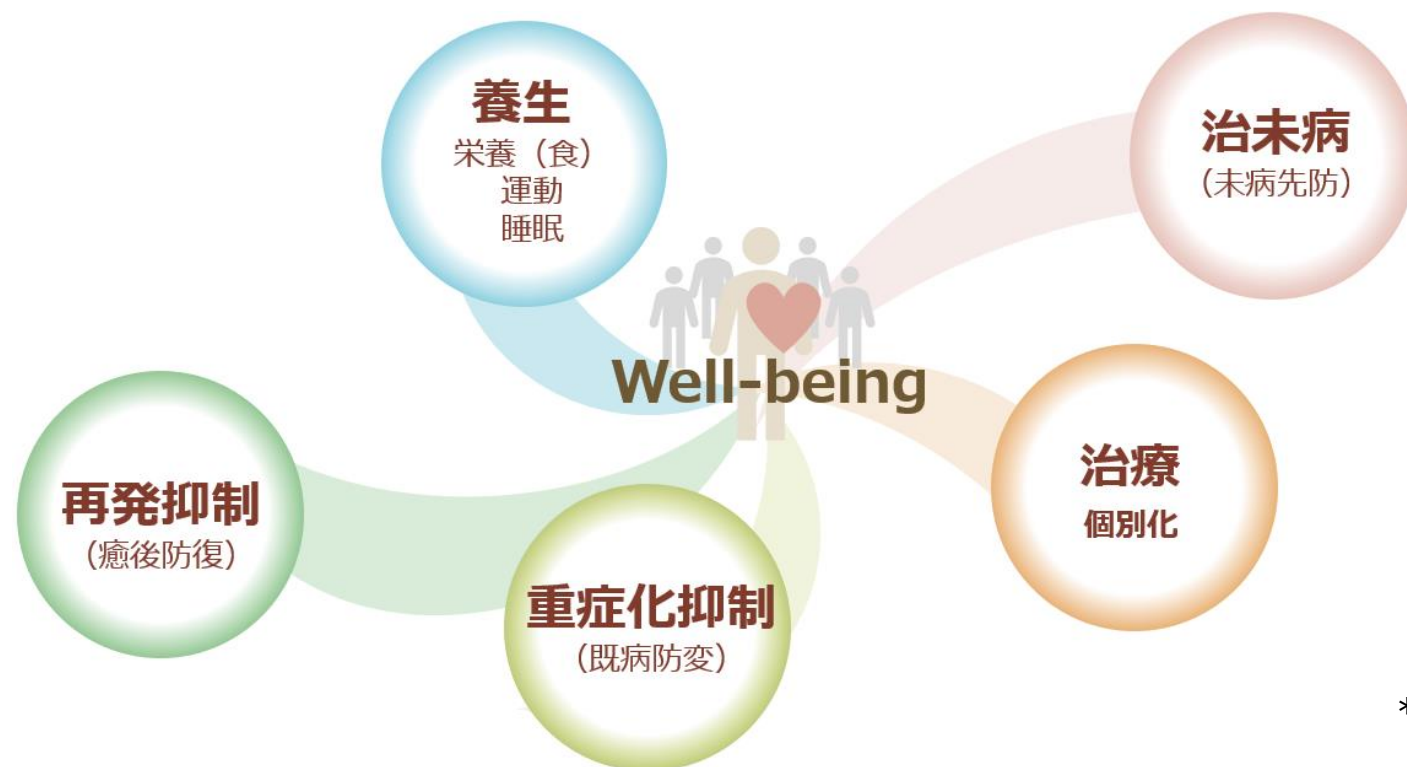 養生
栄養（食）
運動
睡眠
治未病
（未病先防）
Well-being
治療
個別化
再発抑制
（癒後防復）
重症化抑制
（既病防変）
*